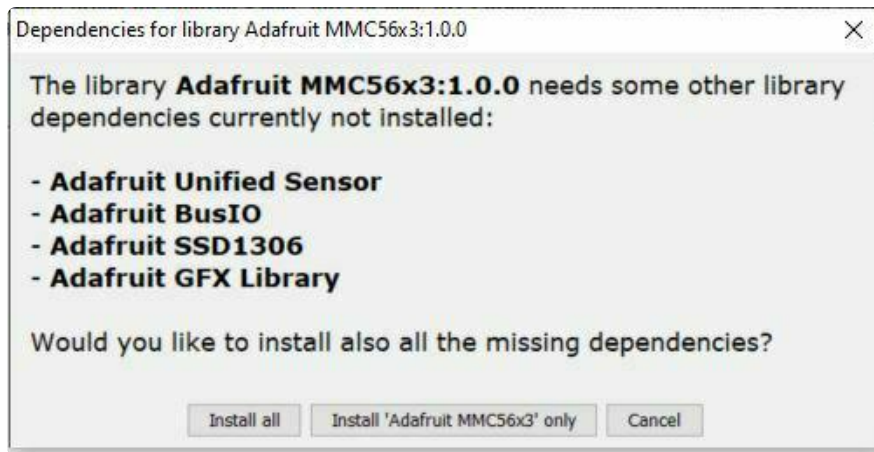 Dependencies for library Adafruit MMC56x3:1.0.0
The library Adafruit MMC56x3:1.0.0 needs some other library
dependencies currently not installed:
- Adafruit Unified Sensor
- Adafruit BusIO
- Adafruit SSD1306
- Adafruit GFX Library
Would you like to install also all the missing dependencies?
Install all
Install 'Adafruit MMC56x3' only
Cancel